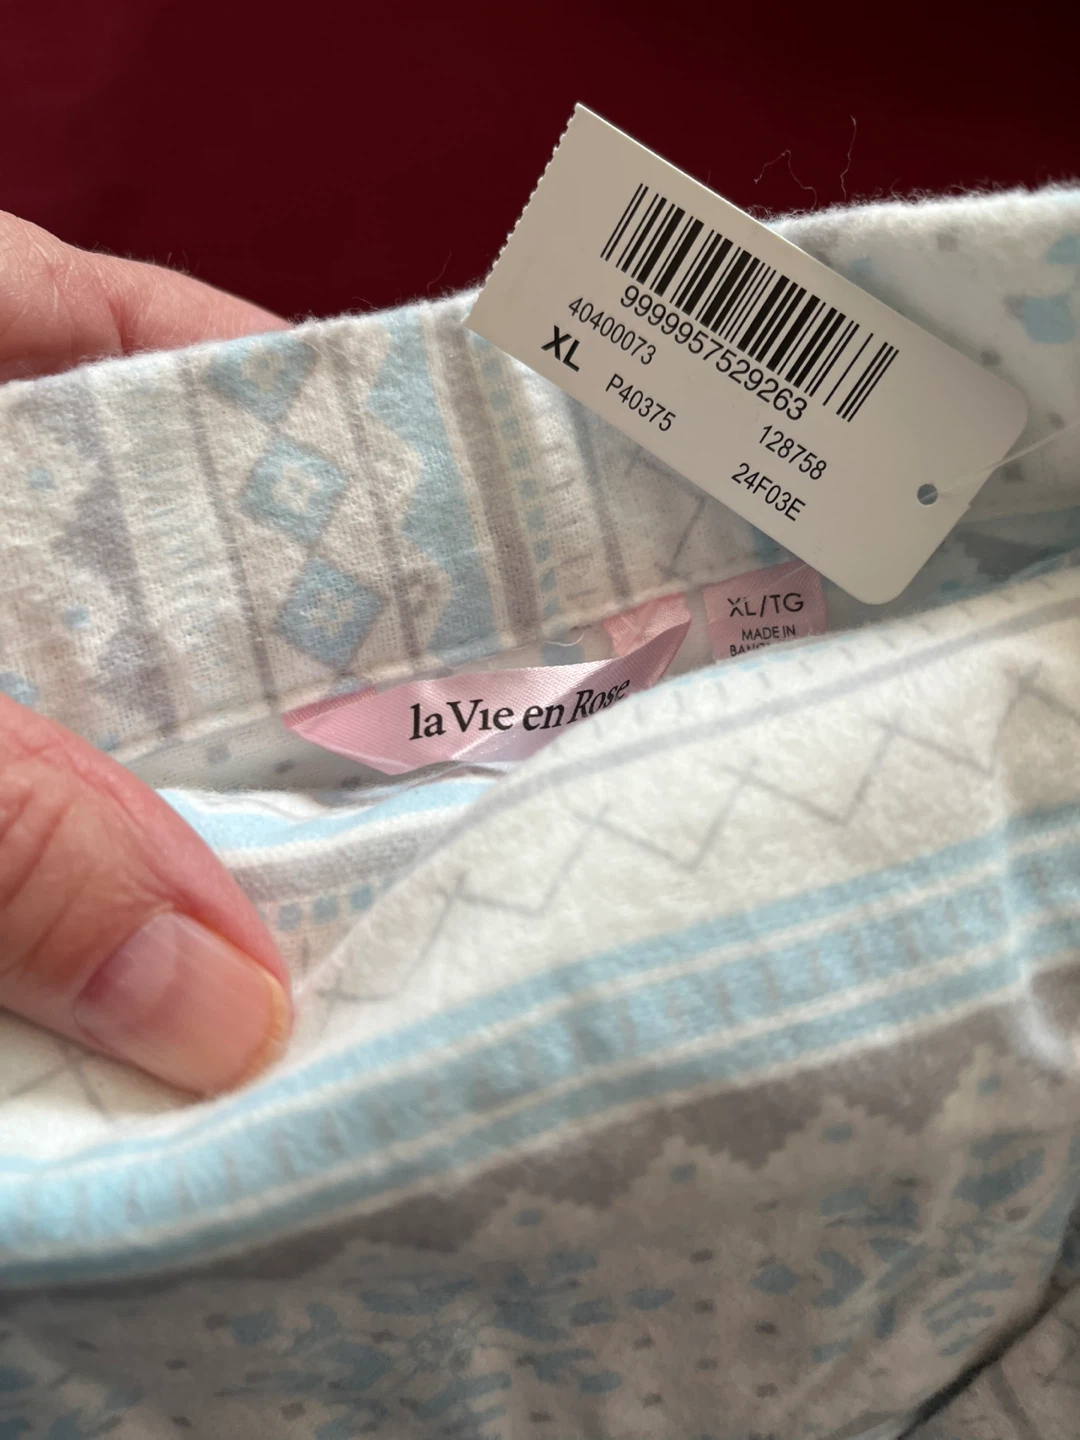 9999957529263
40400073
XL
P40375
128758
24F03E
XL/TG
MADE IN
la Vie en Rose